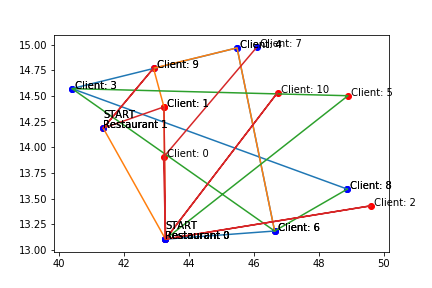 15.00
14.75
14.50
14.25
14.00
13.75
13.50
13.25
13.00
40
42
44
46
48
50
Client: 4
Client: 7
Client: 9
Client: 3
Client: 10
Client: 5
Client: 1
START
Restaurant 1
Client: 0
Client: 8
Client: 2
START
Restaurant 0
Client: 6